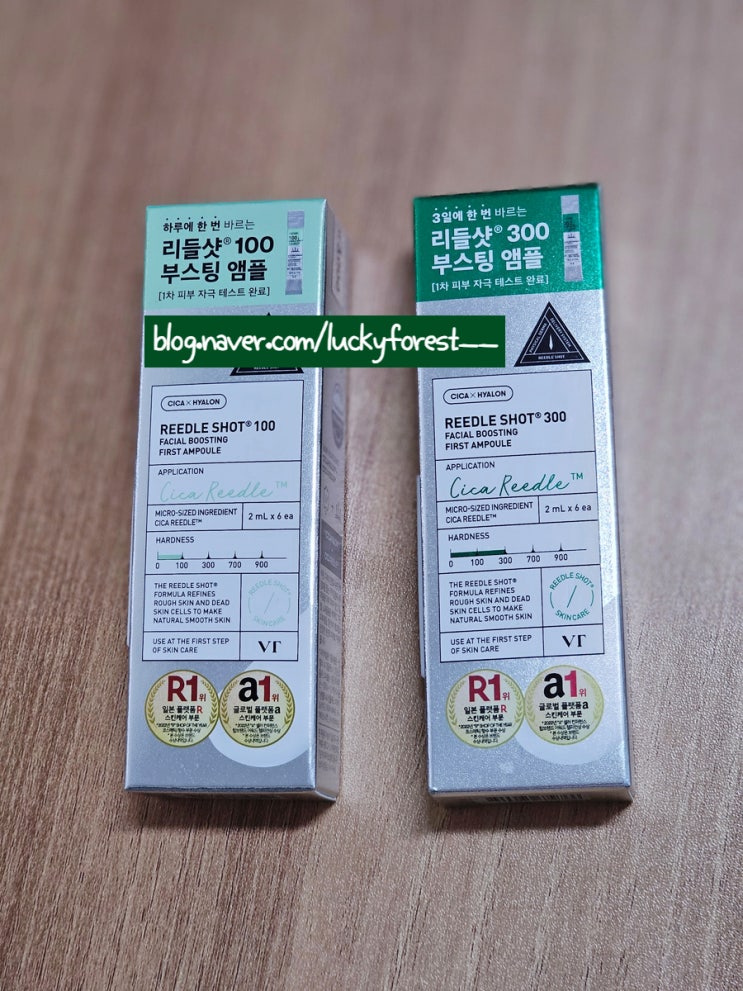 하루에 한 번 바르는
리들샷® 100
부스팅 앰플
[1차 피부 자극 테스트 완료]
blog.naver.com/luckyforest__
CICA × HYALON
REEDLE SHOT® 100
FACIAL BOOSTING
FIRST AMPOULE
APPLICATION
Cica Reedle™
MICRO-SIZED INGREDIENT
CICA REEDLE™
2 mL x 6 ea
HARDNESS
0 100 300 700 900
THE REEDLE SHOT®
FORMULA REFINES
ROUGH SKIN AND DEAD
SKIN CELLS TO MAKE
NATURAL SMOOTH SKIN
REEDLE SHOT®
SKIN CARE
USE AT THE FIRST STEP
OF SKIN CARE
VT
R1위
일본 플랫폼 R
스킨케어 부문
a1위
글로벌 플랫폼 a
스킨케어 부문
3일에 한 번 바르는
리들샷® 300
부스팅 앰플
[1차 피부 자극 테스트 완료]
REEDLE SHOT
CICA × HYALON
REEDLE SHOT® 300
FACIAL BOOSTING
FIRST AMPOULE
APPLICATION
Cica Reedle™
MICRO-SIZED INGREDIENT
CICA REEDLE™
2 mL x 6 ea
HARDNESS
0 100 300 700 900
THE REEDLE SHOT®
FORMULA REFINES
ROUGH SKIN AND DEAD
SKIN CELLS TO MAKE
NATURAL SMOOTH SKIN
REEDLE SHOT®
SKIN CARE
USE AT THE FIRST STEP
OF SKIN CARE
VT
R1위
일본 플랫폼 R
스킨케어 부문
a1위
글로벌 플랫폼 a
스킨케어 부문